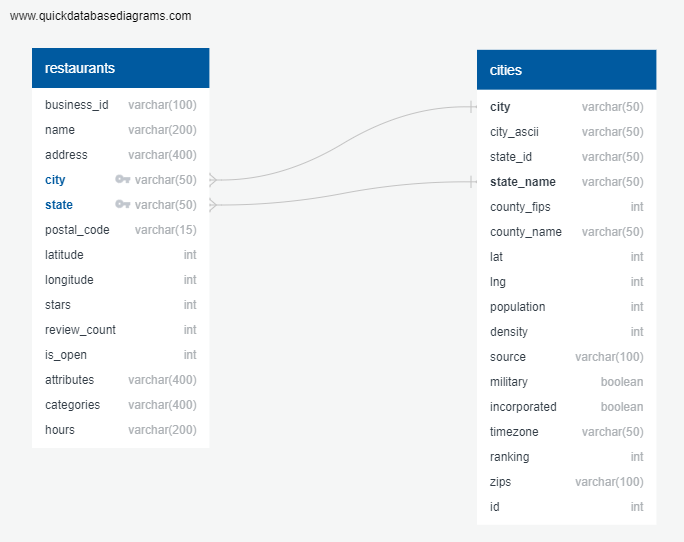 www.quickdatabasediagrams.com
restaurants
business_id varchar(100)
name varchar(200)
address varchar(400)
city varchar(50)
state varchar(50)
postal_code varchar(15)
latitude int
longitude int
stars int
review_count int
is_open int
attributes varchar(400)
categories varchar(400)
hours varchar(200)
cities
city varchar(50)
city_ascii varchar(50)
state_id varchar(50)
state_name varchar(50)
county_fips int
county_name varchar(50)
lat int
lng int
population int
density int
source varchar(100)
military boolean
incorporated boolean
timezone varchar(50)
ranking int
zips varchar(100)
id int